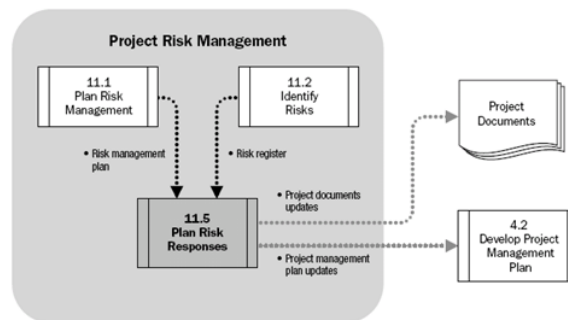 Project Risk Management
11.1
Plan Risk
Management
11.2
Identify
Risks
Project
Documents
• Risk management
plan
• Risk register
• Project documents
updates
11.5
Plan Risk
Responses
4.2
Develop Project
Management
Plan
• Project management
plan updates